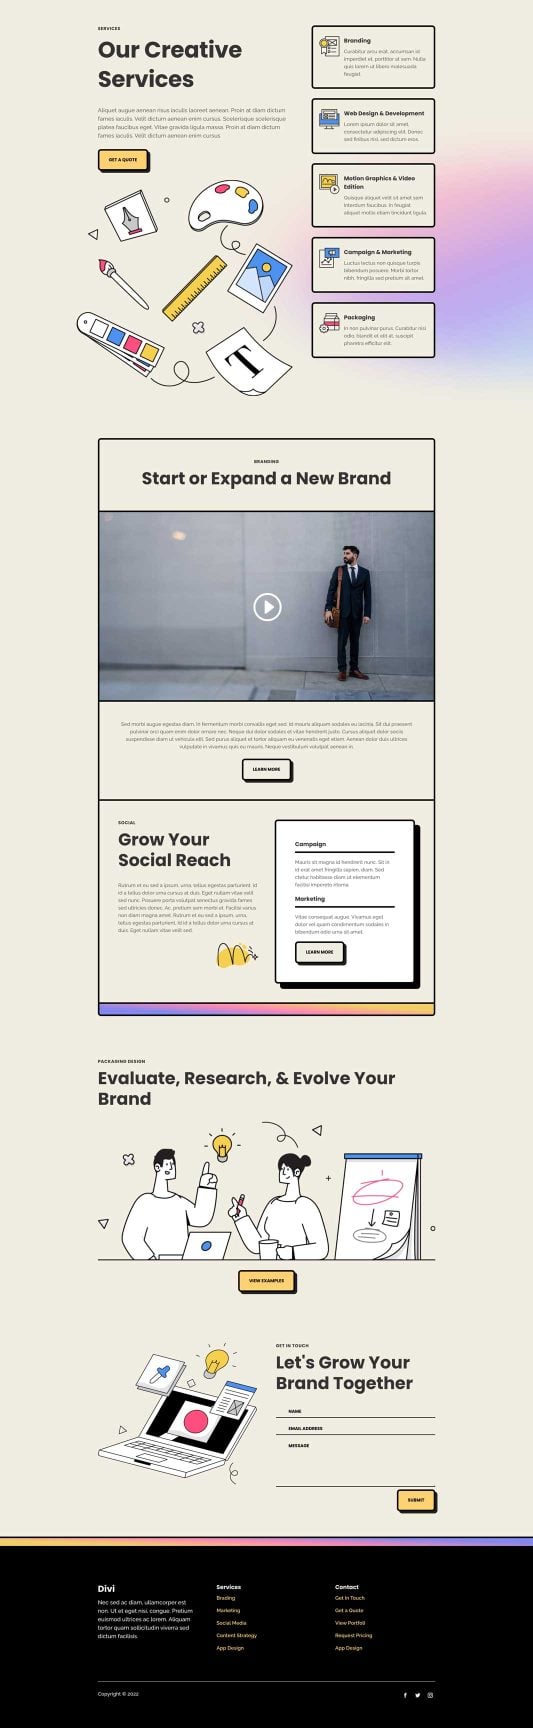 SERVICES
Our Creative
Services
Aliquet augue aenean risus iaculis laoreet aenean. Proin at diam dictum
fames iaculis. Velit dictum aenean enim cursus. Scelerisque scelerisque
platea faucibus eget. Vitae gravida ligula massa. Proin at diam dictum
fames iaculis. Velit dictum aenean enim cursus
GET A QUOTE
T
Branding
Curabitur arcu erat, accumsan id
imperdiet et, porttitor at sem. Nulla
quis lorem ut libero malesuada
feugiat.
Web Design & Development
Lorem ipsum dolor sit amet,
consectetur adipiscing elit. Donec
sed finibus nisi, sed dictum eros.
Motion Graphics & Video
Edition
Quisque aliquet velit sit amet sem
interdum faucibus. In feugiat
aliquet mollis etiam tincidunt ligula.
Campaign & Marketing
Luctus lectus non quisque turpis
bibendum posuere. Morbi tortor
nibh, fringilla sed pretium sit amet.
Packaging
In non pulvinar purus. Curabitur nisi
odio, blandit et elit at, suscipit
pharetra efficitur elit.
BRANDING
Start or Expand a New Brand
Sed morbi augue egestas diam. In fermentum morbi convallis eget sed. Id mauris aliquam sodales eu lacinia. Sit dui praesent
pulvinar orci quam enim dolor ornare nec. Neque dui dolor sodales et vitae hendrerit justo. Cursus aliquet dolor sociis
suspendisse diam ut vehicula elit. Sed purus aliquet et tortor aliquam eu venenatis eget etiam. Aenean dolor duis ultrices
vulputate in vivamus quis eu mauris. Neque vestibulum volutpat aenean in.
LEARN MORE
SOCIAL
Grow Your
Social Reach
Rutrum et eu sed a ipsum, urna, tellus egestas parturient. Id
id a tellus dolor urna cursus at duis. Eget nullam vitae velit
sed nunc. Posuere porta volutpat senectus gravida fames
sed ultricies donec. Ac, pretium sem morbi et. Facilisi varius
non diam magna amet. Rutrum et eu sed a ipsum, urna,
tellus egestas parturient. Id id a tellus dolor urna cursus at
duis. Eget nullam vitae velit sed.
Campaign
Mauris sit magna id hendrerit nunc. Sit in
id erat amet fringilla sapien, diam. Sed
ctetur habitasse diam ut elementum
facilisi imperdiet
Marketing
Vitae consequat augue. Vivamus eget
dolor vel quam condimentum sodales in
bibendum odio urna sit amet.
LEARN MORE
PACKAGING DESIGN
Evaluate, Research, & Evolve Your
Brand
VIEW EXAMPLES
GET IN TOUCH
Let's Grow Your
Brand Together
NAME
EMAIL ADDRESS
MESSAGE
SUBMIT
Divi
Nec sed ac diam, ullamcorper est
non. Ut et eget nisi, congue. Pretium
euismod ultrices ac lorem. Aliquam
tortor quam sollicitudin viverra sed
dictum facilisis.
Services
Brading
Marketing
Social Media
Content Strategy
App Design
Contact
Get In Touch
Get a Quote
View Portfoli
Request Pricing
App Design
Copyright © 2022